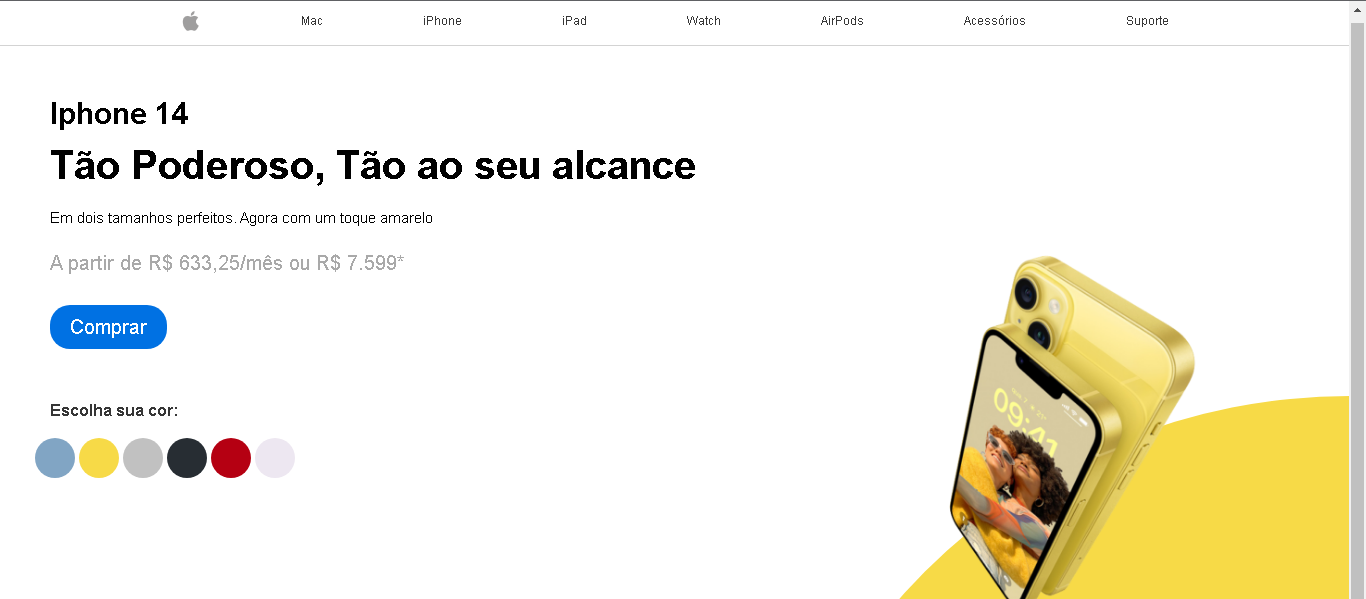 Mac iPhone iPad Watch AirPods Acessórios Suporte
Iphone 14
Tão Poderoso, Tão ao seu alcance
Em dois tamanhos perfeitos. Agora com um toque amarelo
A partir de R$ 633,25/mês ou R$ 7.599*
Comprar
Escolha sua cor:
09:41